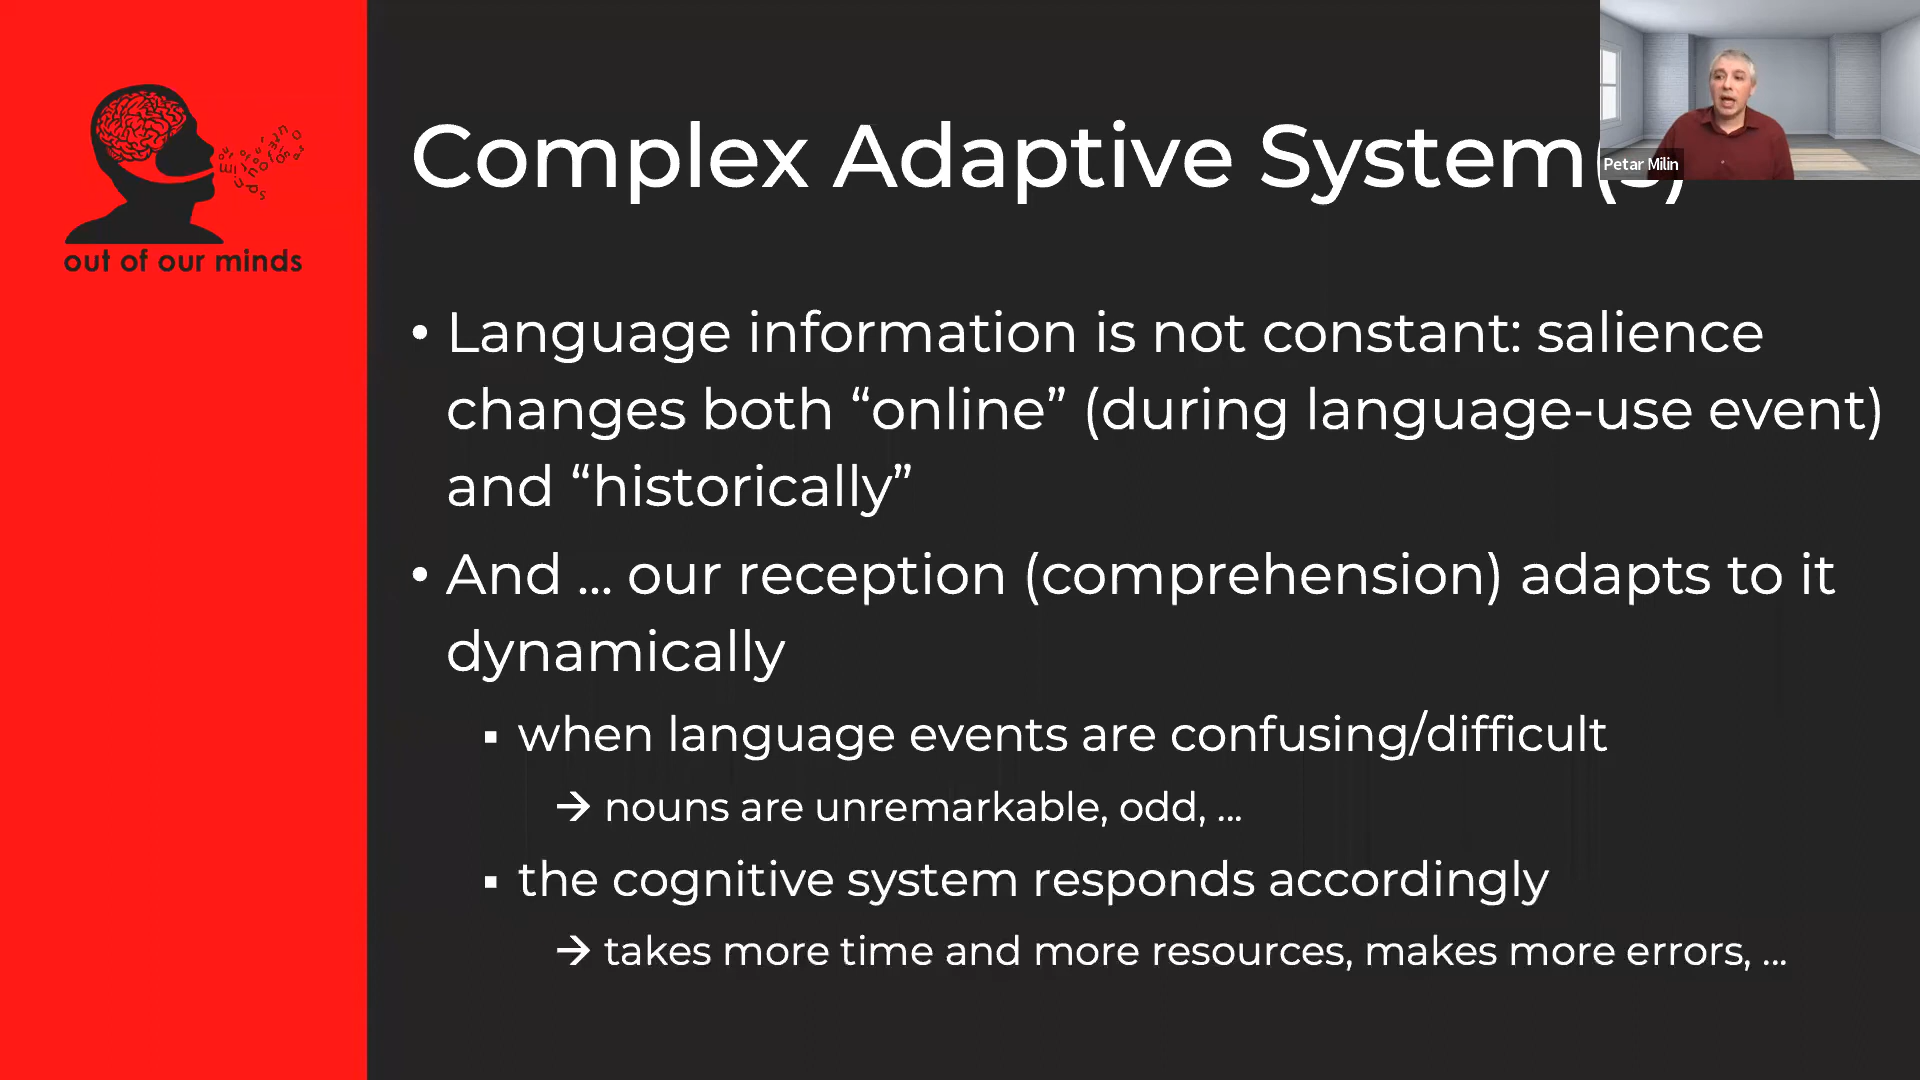 out of our minds
Complex Adaptive System(s)
Petar Milin
• Language information is not constant: salience
changes both “online” (during language-use event)
and “historically”
• And ... our reception (comprehension) adapts to it
dynamically
▪ when language events are confusing/difficult
→ nouns are unremarkable, odd, ...
▪ the cognitive system responds accordingly
→ takes more time and more resources, makes more errors, ...